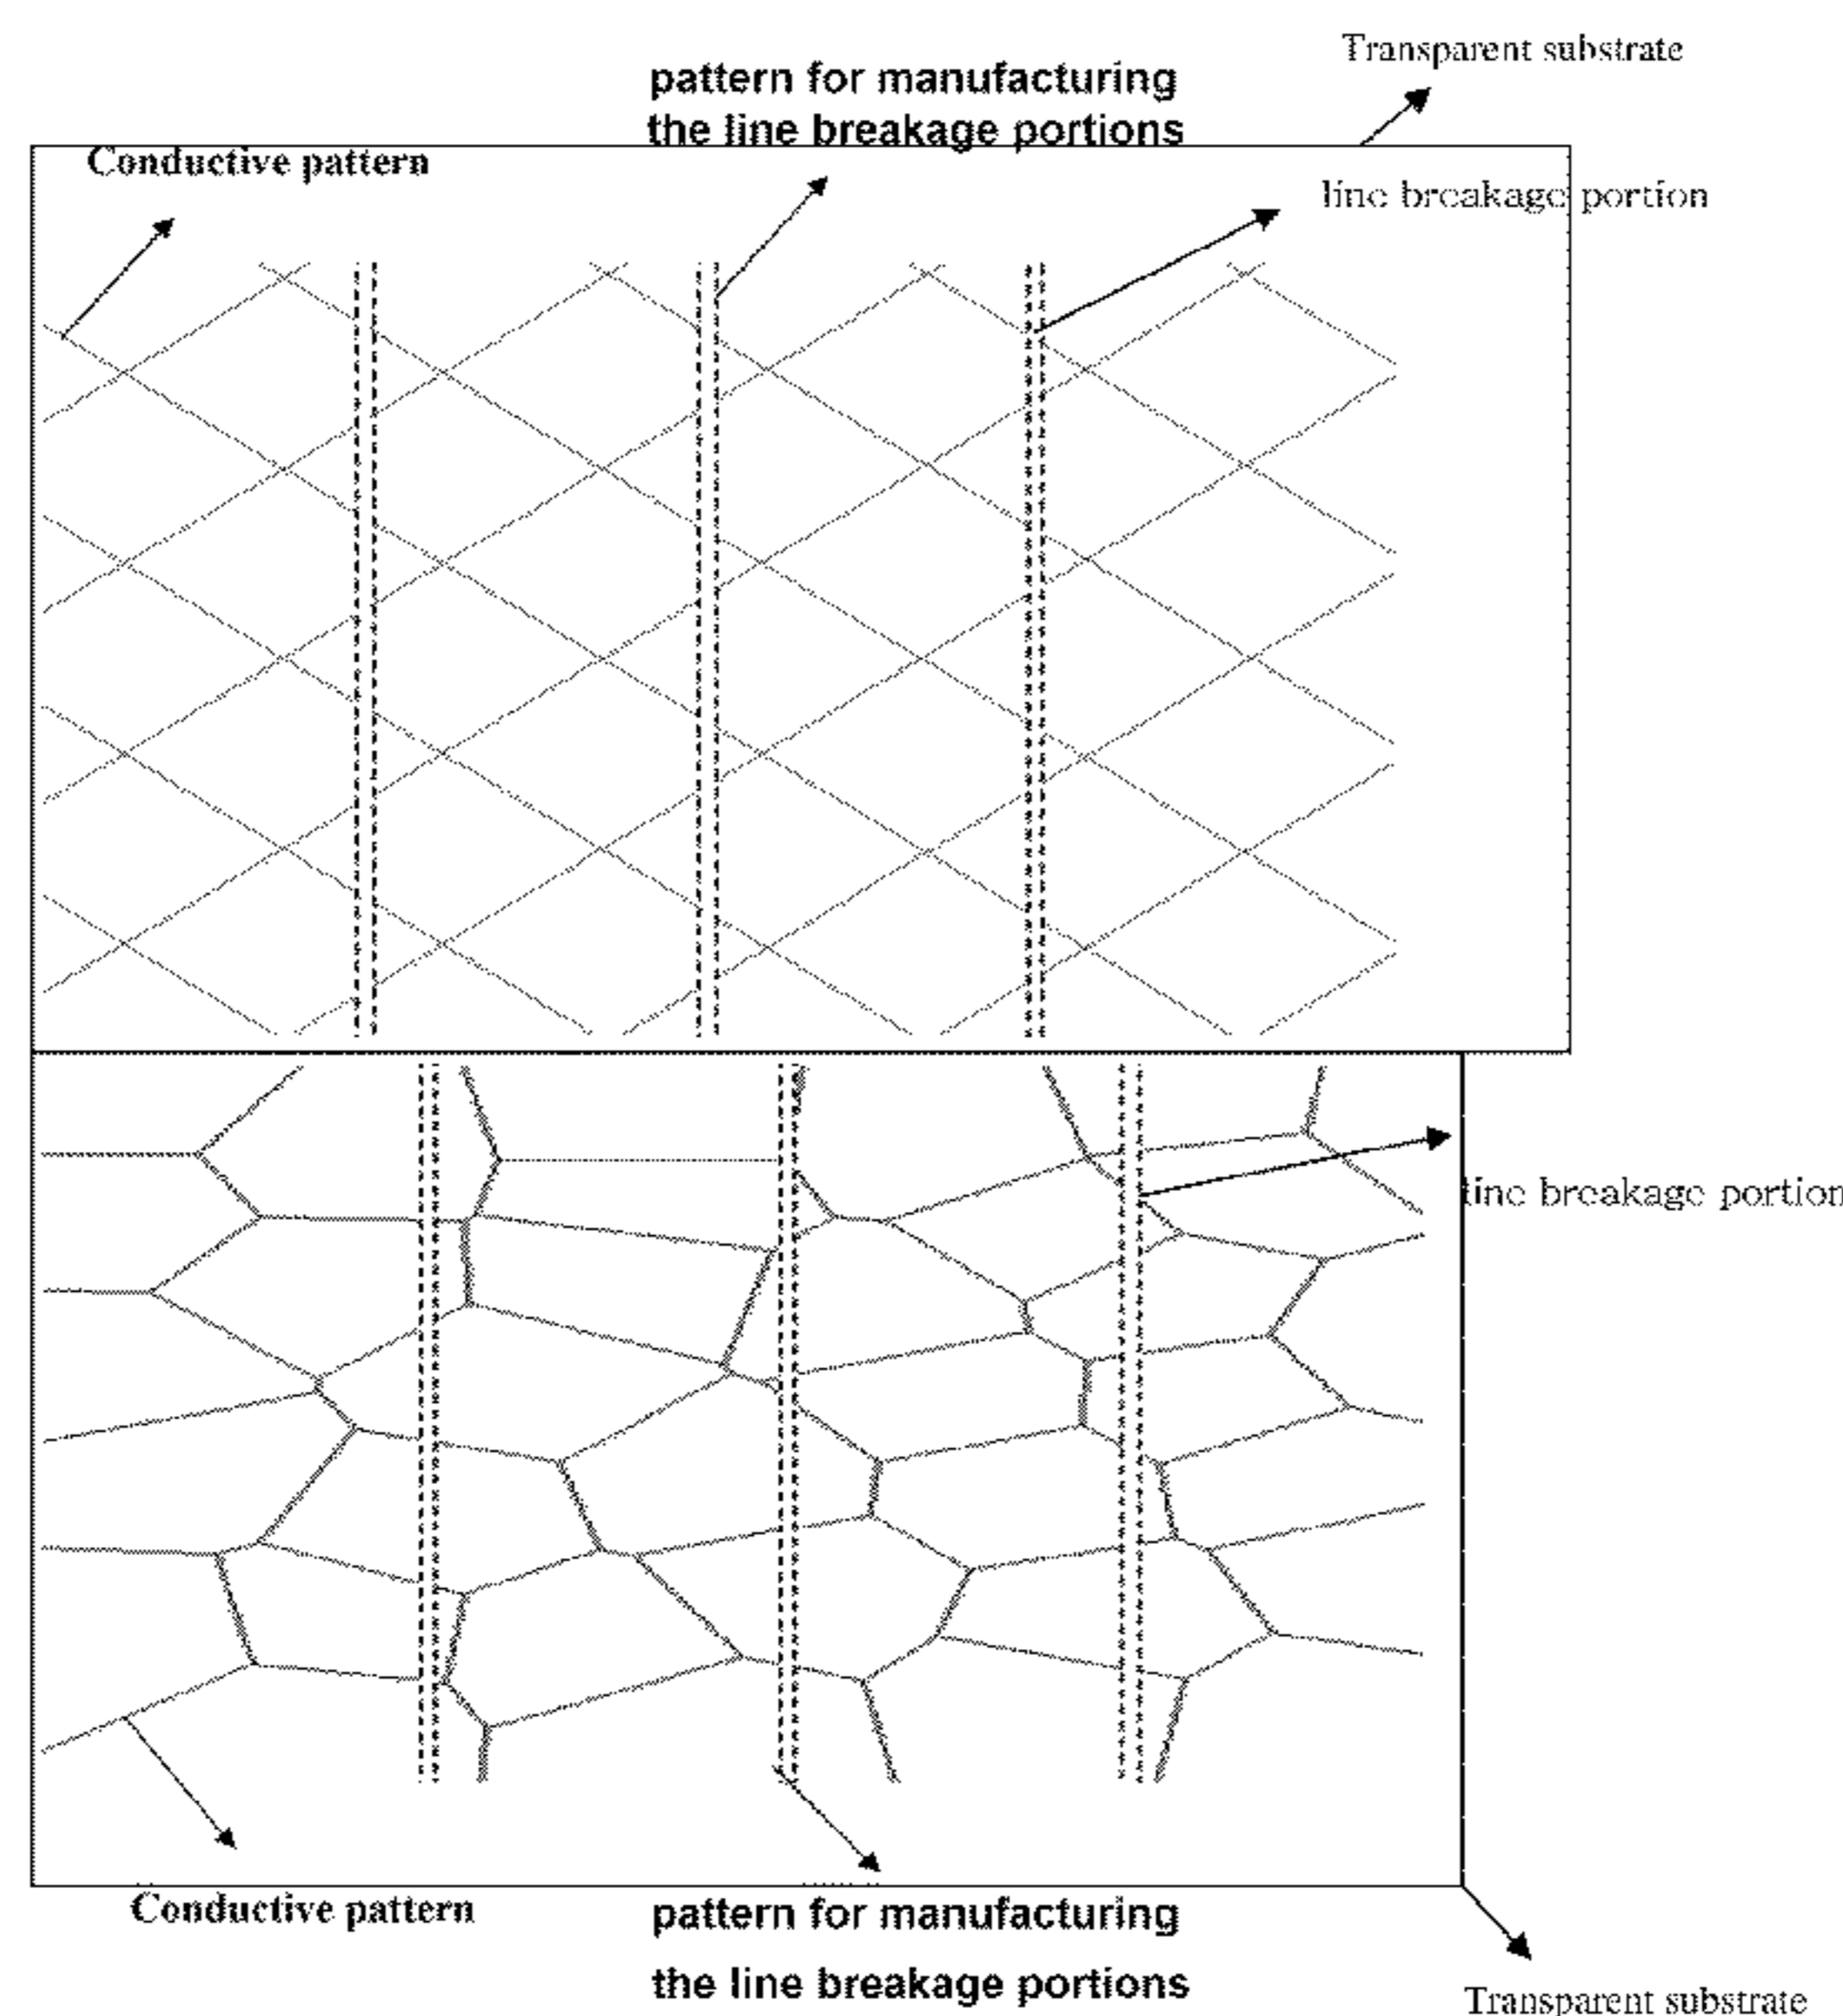 Transparent substrate
pattern for manufacturing
the line breakage portions
Conductive pattern
line breakage portion
line breakage portion
Conductive pattern
pattern for manufacturing
the line breakage portions
Transparent substrate